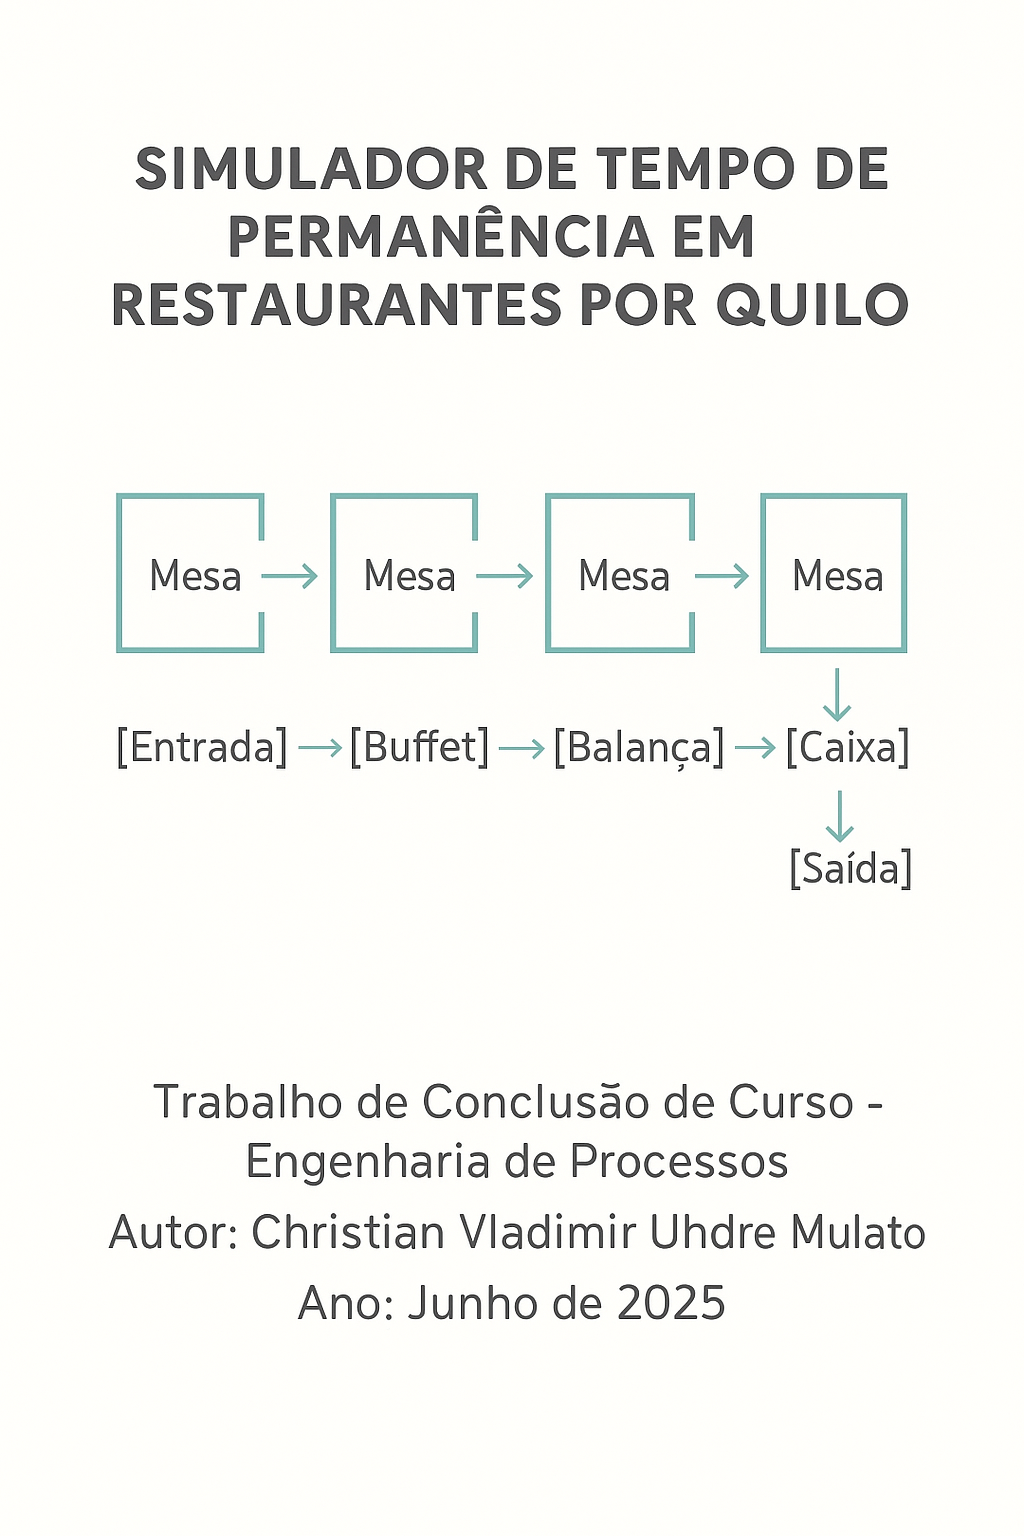 SIMULADOR DE TEMPO DE
PERMANÊNCIA EM
RESTAURANTES POR QUILO
Mesa → Mesa → Mesa → Mesa
[Entrada] → [Buffet] → [Balança] → [Caixa]
[Saída]
Trabalho de Conclusão de Curso -
Engenharia de Processos
Autor: Christian Vladimir Uhdre Mulato
Ano: Junho de 2025